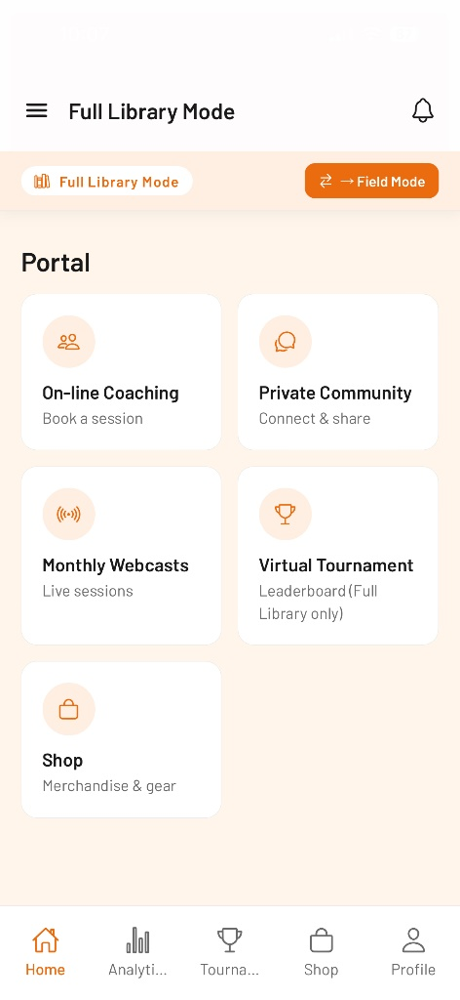 Full Library Mode
Full Library Mode
→ Field Mode
Portal
On-line Coaching
Book a session
Private Community
Connect & share
Monthly Webcasts
Live sessions
Virtual Tournament
Leaderboard (Full
Library only)
Shop
Merchandise & gear
Home
Analyti...
Tourna...
Shop
Profile